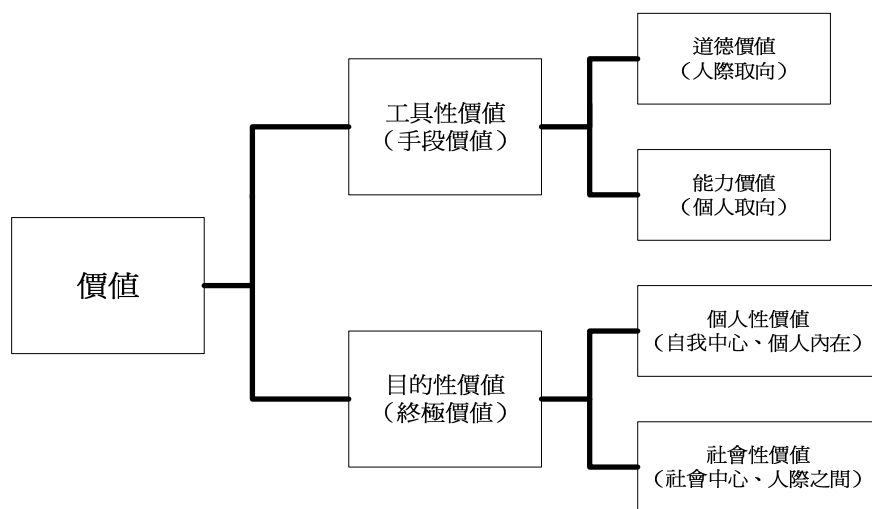 價值
工具性價值
（手段價值）
道德價值
（人際取向）
能力價值
（個人取向）
目的性價值
（終極價值）
個人性價值
（自我中心、個人內在）
社會性價值
（社會中心、人際之間）